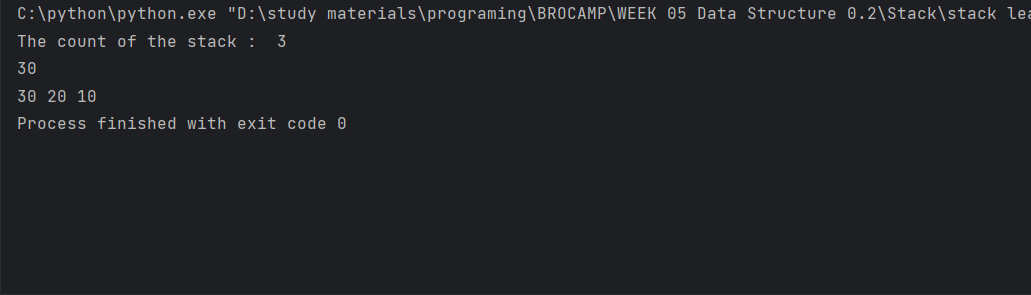 C:\python\python.exe "D:\study materials\programing\BROCAMP\WEEK 05 Data Structure 0.2\Stack\stack lea
The count of the stack :  3
30
30 20 10
Process finished with exit code 0